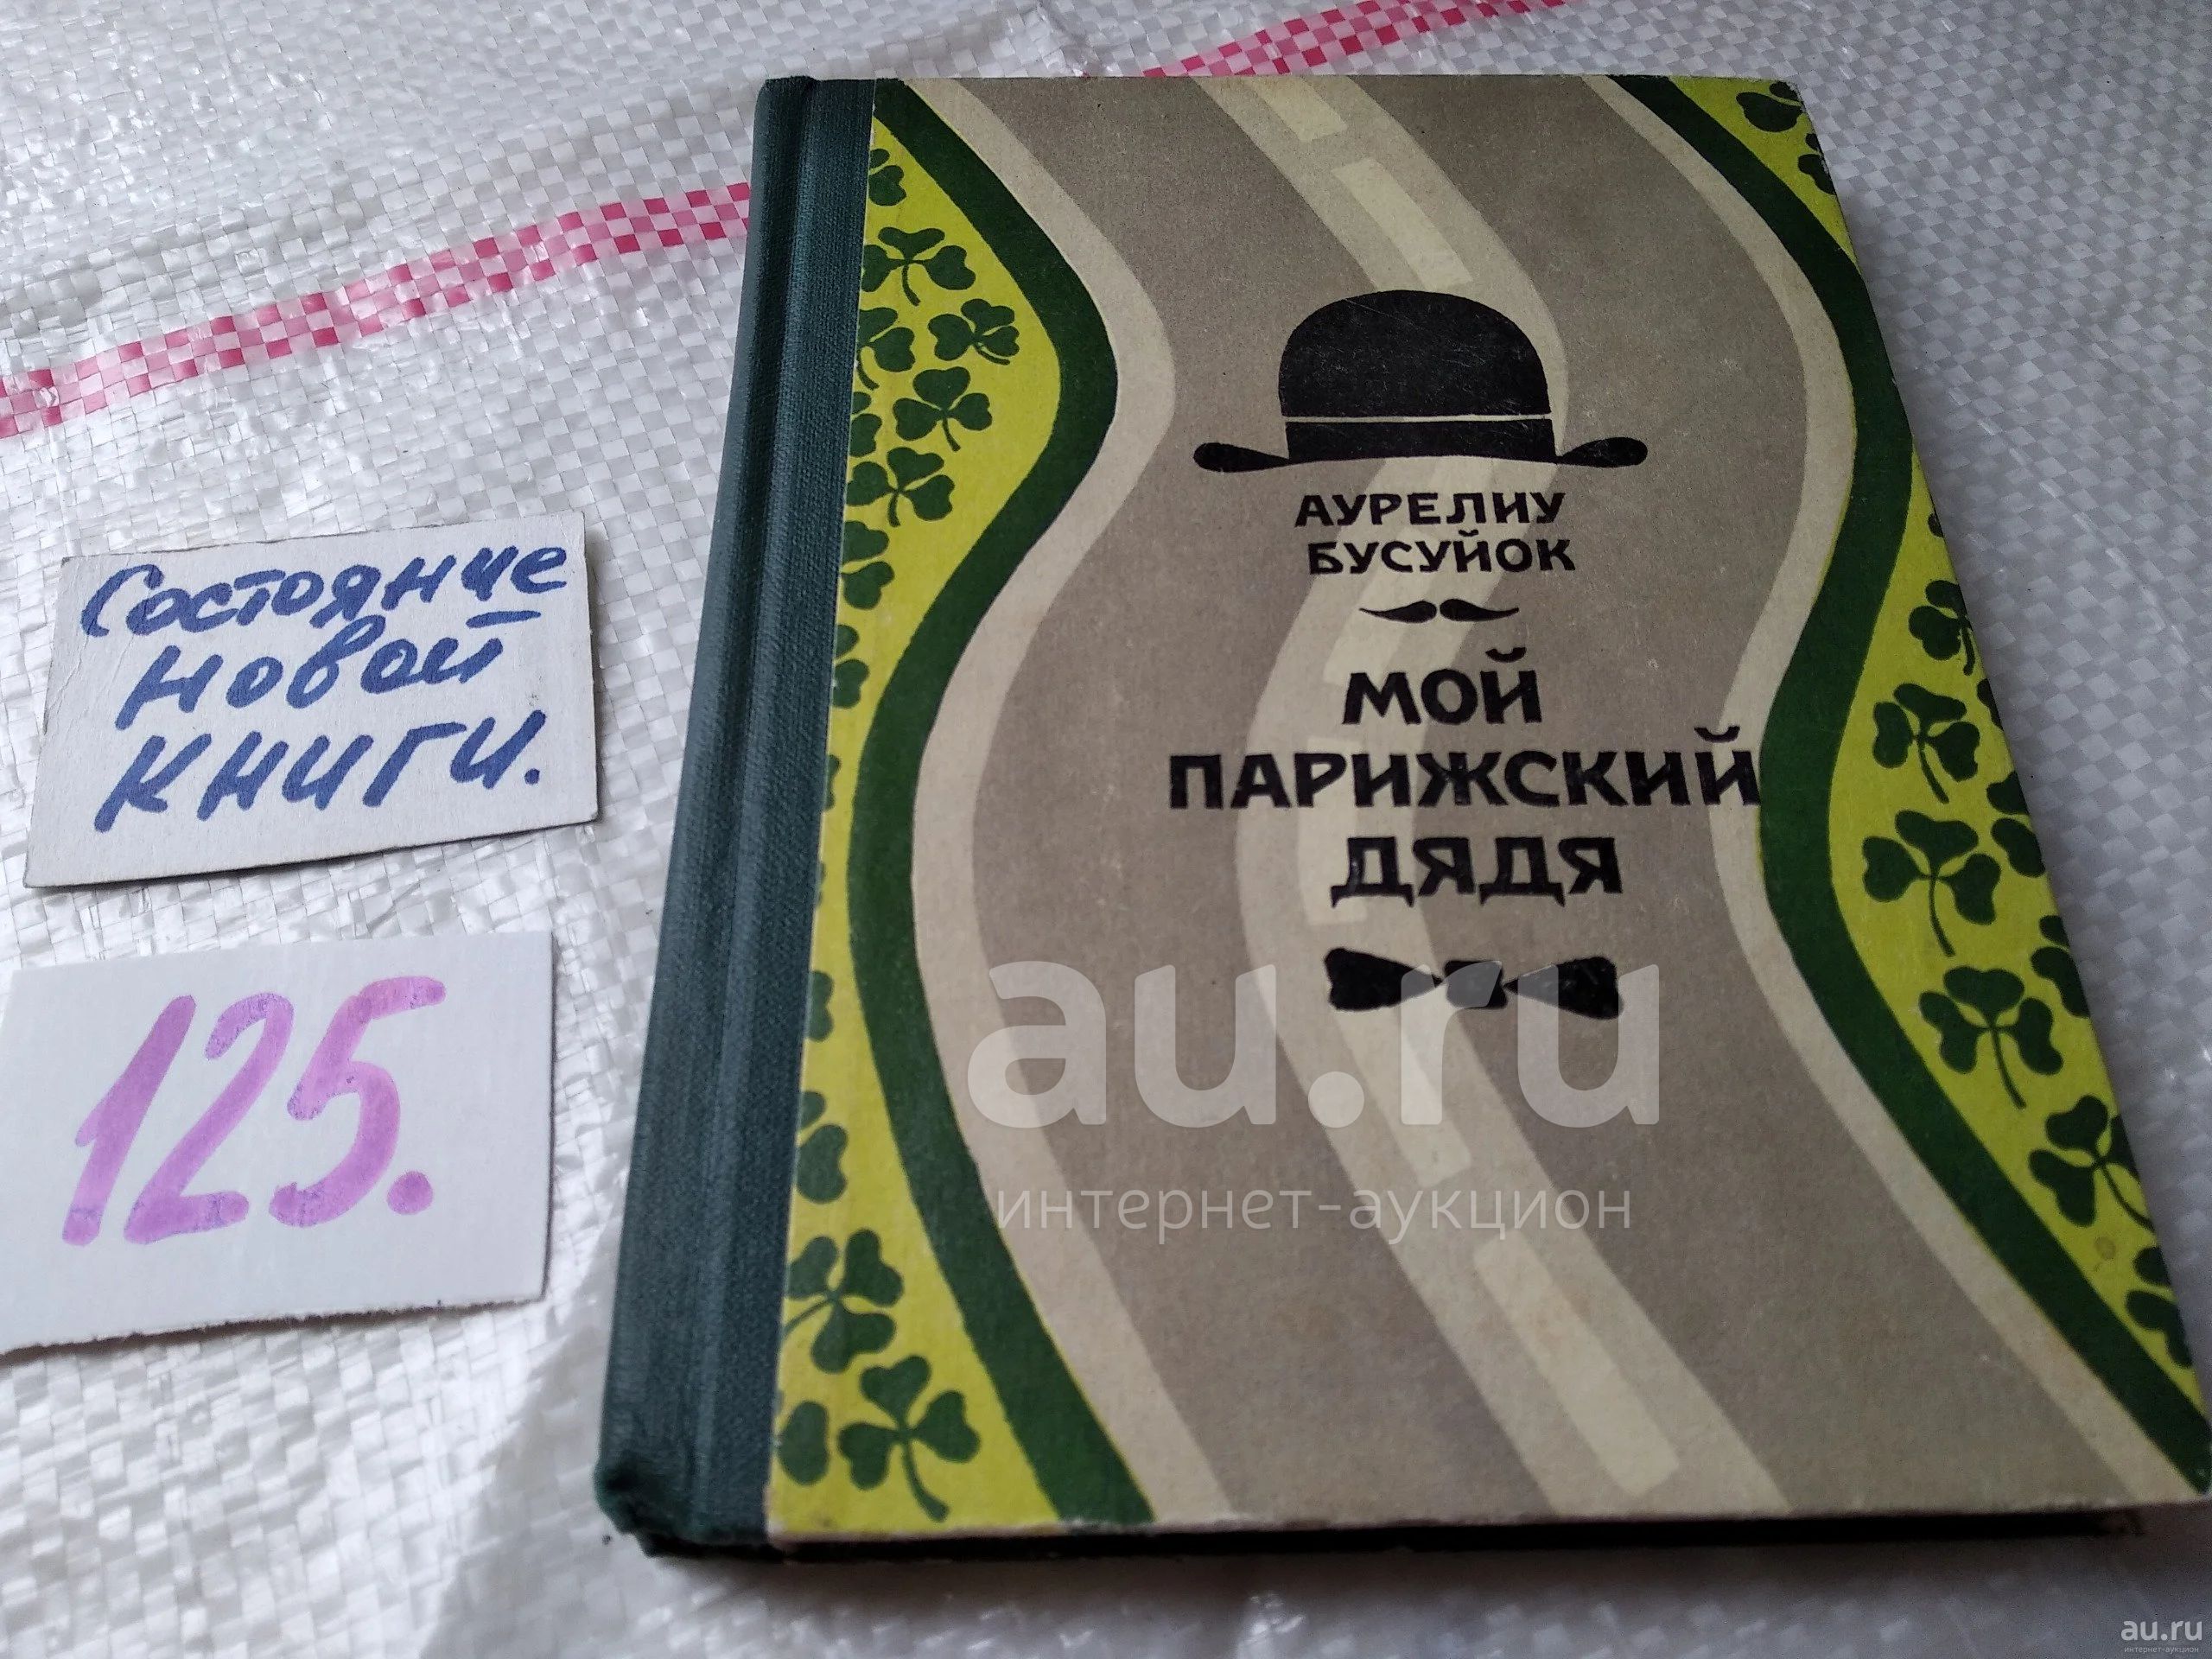 Состояние
новой
книги.
125.
АУРЕЛИУ
БУСУЙОК
МОЙ
ПАРИЖСКИЙ
ДЯДЯ
au.ru
интернет-аукцион
au.ru
интернет-аукцион